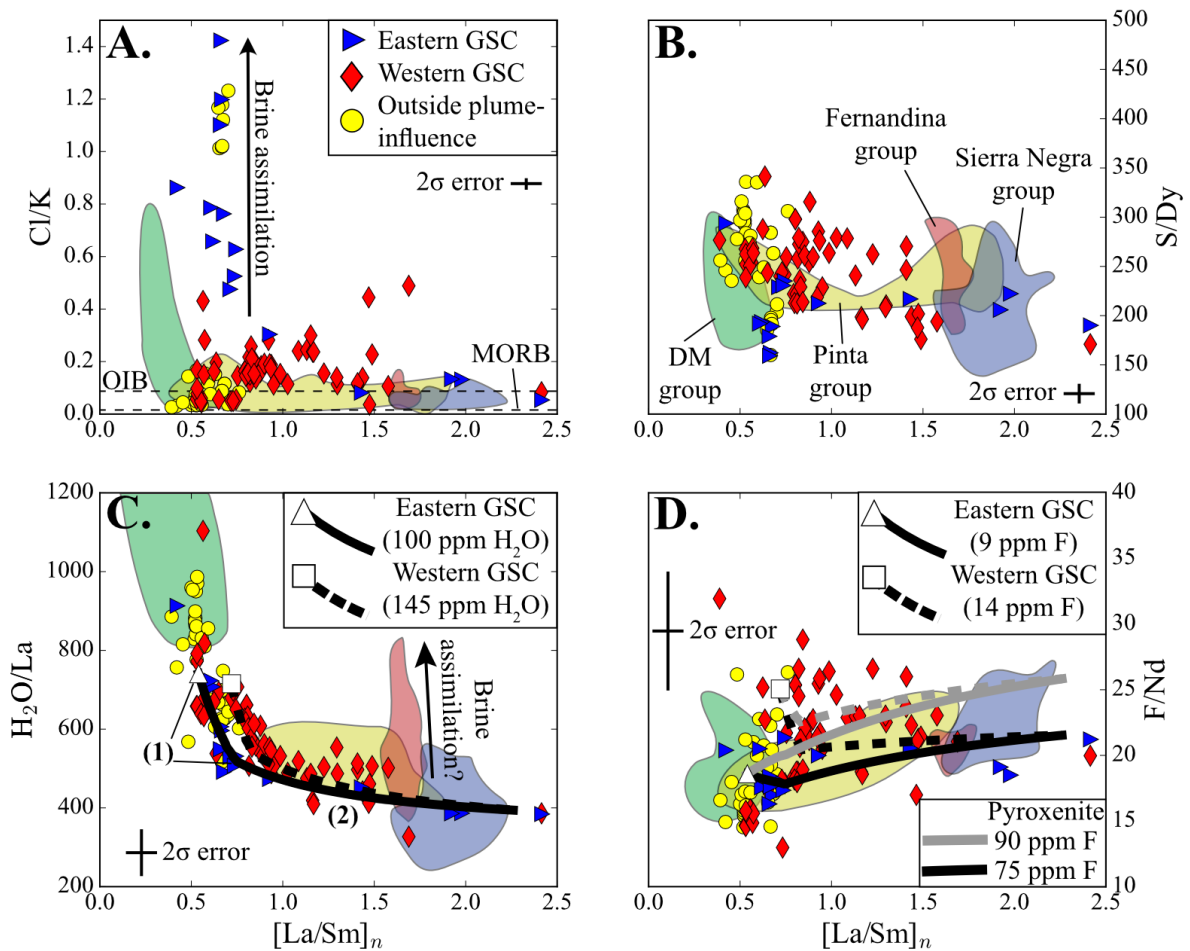 A.
Eastern GSC
Western GSC
Outside plume-
influence
Brine assimilation
2σ error
OIB
MORB
Cl/K
1.4
1.2
1.0
0.8
0.6
0.4
0.2
0.0
0.0 0.5 1.0 1.5 2.0 2.5
B.
Fernandina
group
Sierra Negra
group
DM
group
Pinta
group
2σ error
S/Dy
500
450
400
350
300
250
200
150
100
0.5 1.0 1.5 2.0 2.5
C.
Eastern GSC
(100 ppm H₂O)
Western GSC
(145 ppm H₂O)
(1)
(2)
Brine
assimilation?
2σ error
H₂O/La
1200
1000
800
600
400
200
0.0 0.5 1.0 1.5 2.0 2.5
[La/Sm]n
D.
Eastern GSC
(9 ppm F)
Western GSC
(14 ppm F)
2σ error
Pyroxenite
90 ppm F
75 ppm F
F/Nd
40
35
30
25
20
15
10
0.5 1.0 1.5 2.0 2.5
[La/Sm]n